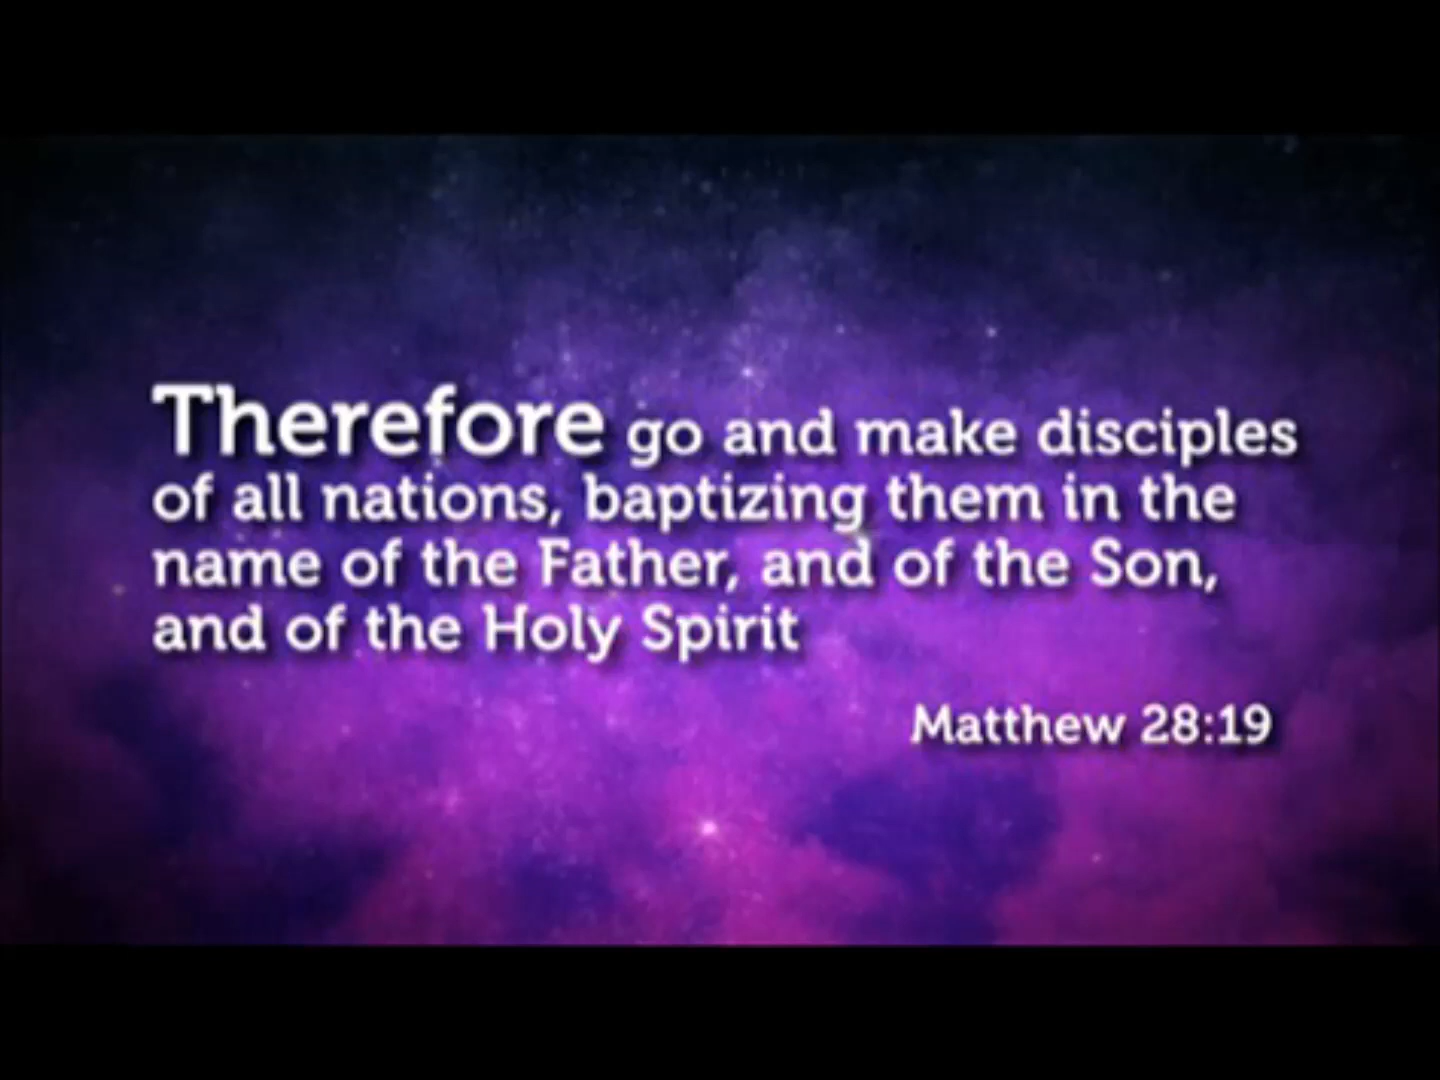 Therefore go and make disciples
of all nations, baptizing them in the
name of the Father, and of the Son,
and of the Holy Spirit
Matthew 28:19